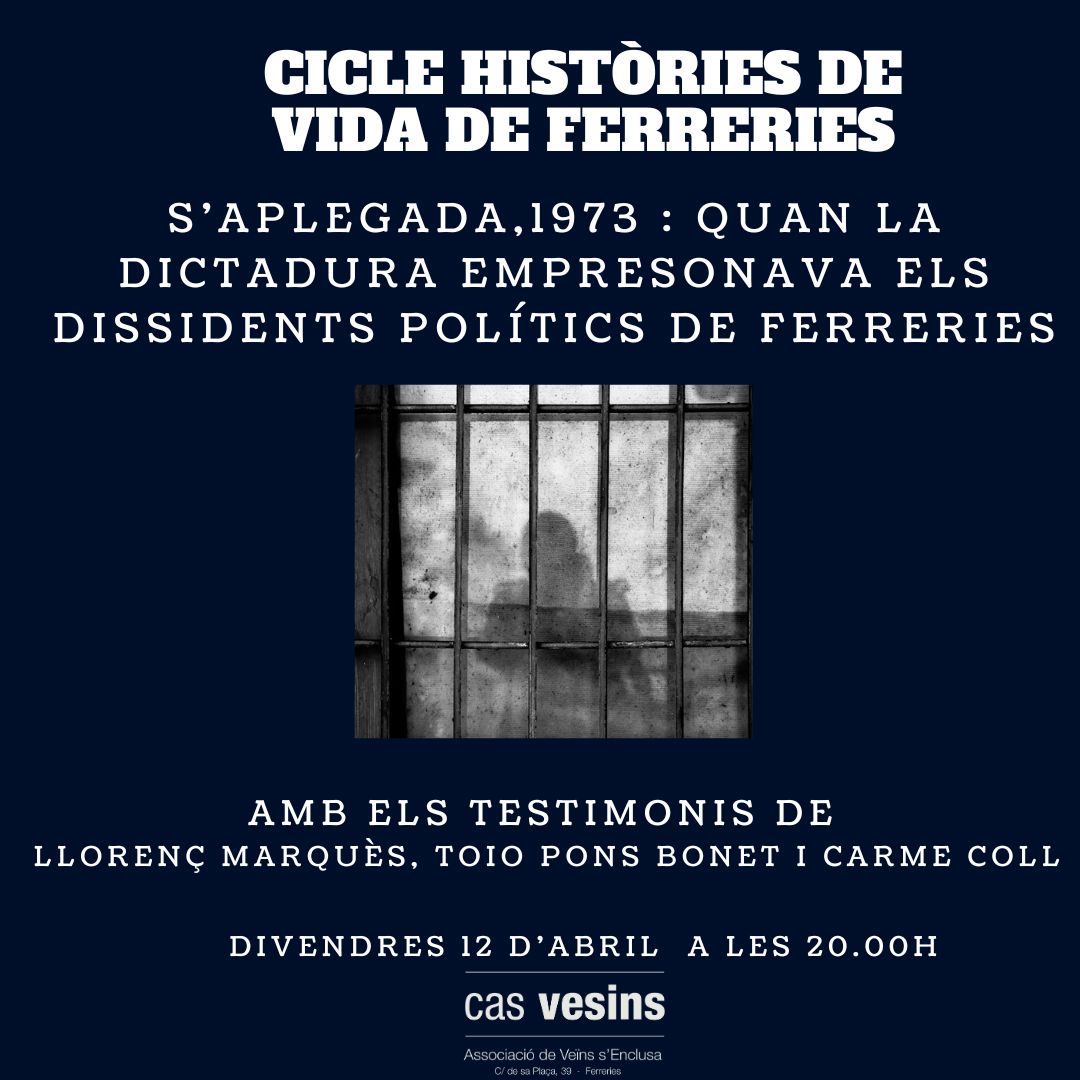 CICLE HISTÒRIES DE
VIDA DE FERRERIES
S'APLEGADA,1973 : QUAN LA
DICTADURA EMPRESONAVA ELS
DISSIDENTS POLÍTICS DE FERRERIES
AMB ELS TESTIMONIS DE
LLORENÇ MARQUÈS, TOIO PONS BONET I CARME COLL
DIVENDRES 12 D'ABRIL A LES 20.00H
cas vesins
Associació de Veïns s'Enclusa
C/ de sa Plaça, 39 - Ferreries